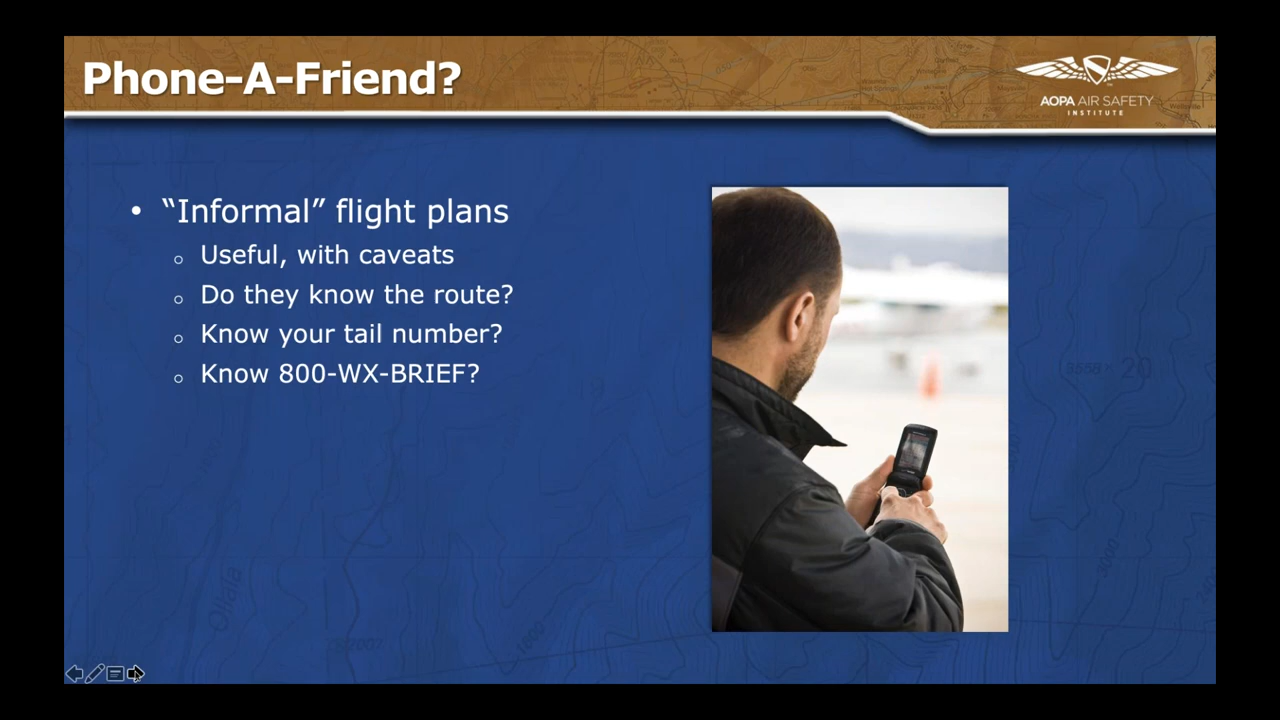 Phone-A-Friend?
AOPA AIR SAFETY
INSTITUTE
• “Informal” flight plans
o Useful, with caveats
o Do they know the route?
o Know your tail number?
o Know 800-WX-BRIEF?
Olalla